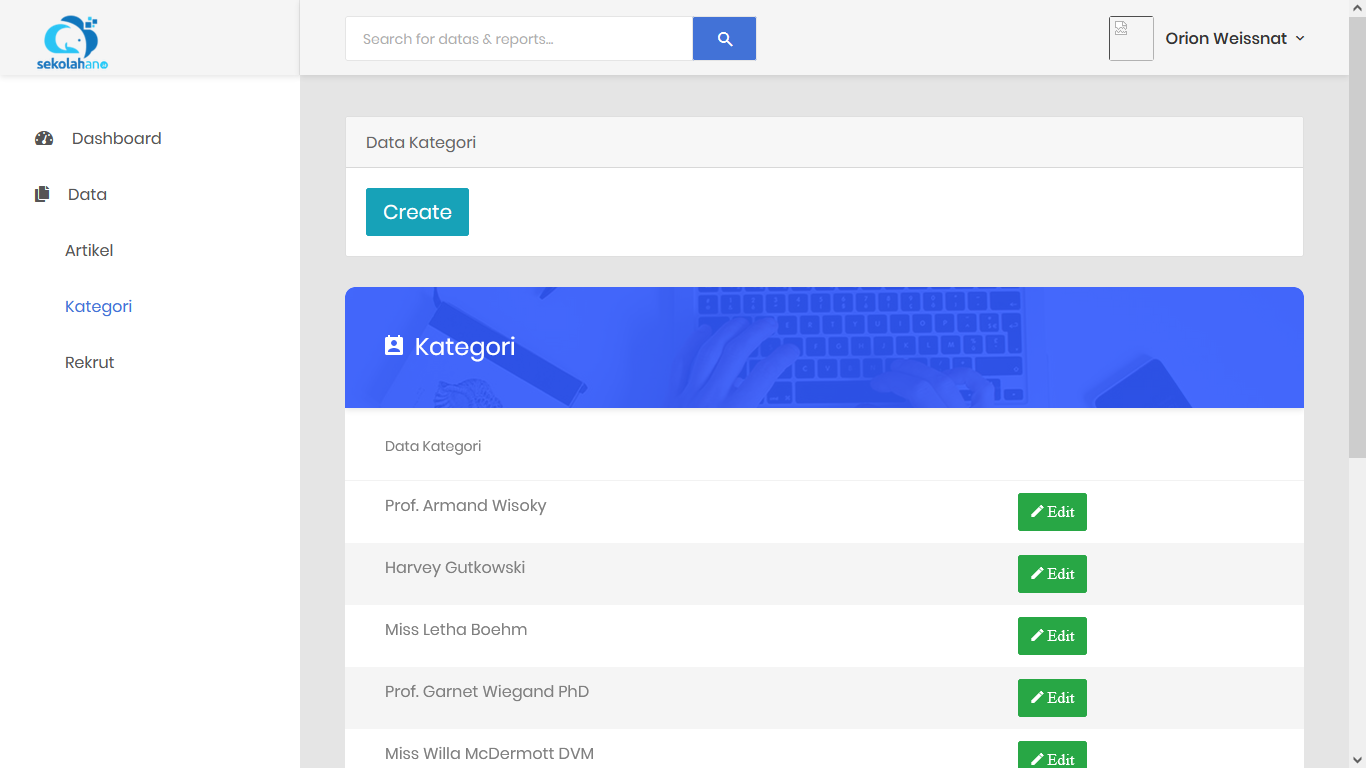 sekolahano
Search for datas & reports...
Orion Weissnat
Dashboard
Data
Artikel
Kategori
Rekrut
Data Kategori
Create
Kategori
Data Kategori
Prof. Armand Wisoky
Edit
Harvey Gutkowski
Edit
Miss Letha Boehm
Edit
Prof. Garnet Wiegand PhD
Edit
Miss Willa McDermott DVM
Edit